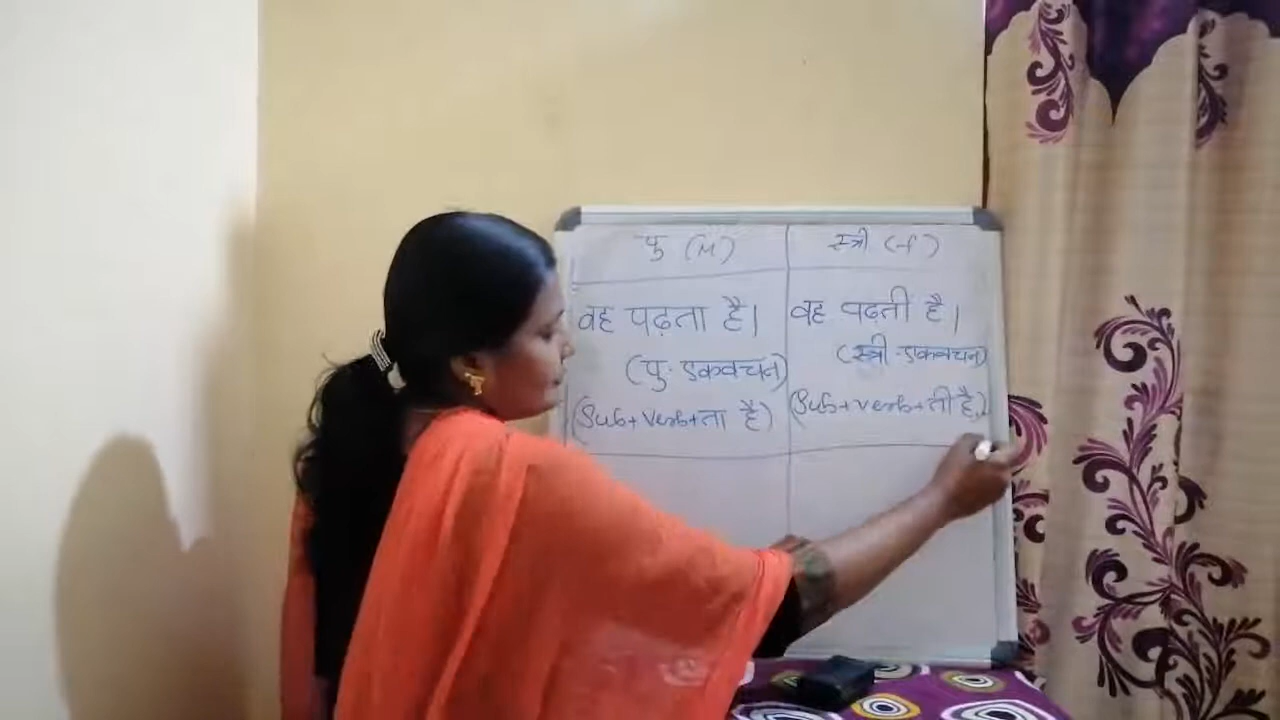 पु (M)
वह पढ़ता है।
(पु. एकवचन)
(Sub+Verb+ता है)
स्त्री (f)
वह पढ़ती है।
(स्त्री.एकवचन)
(Sub+verb+ती है)